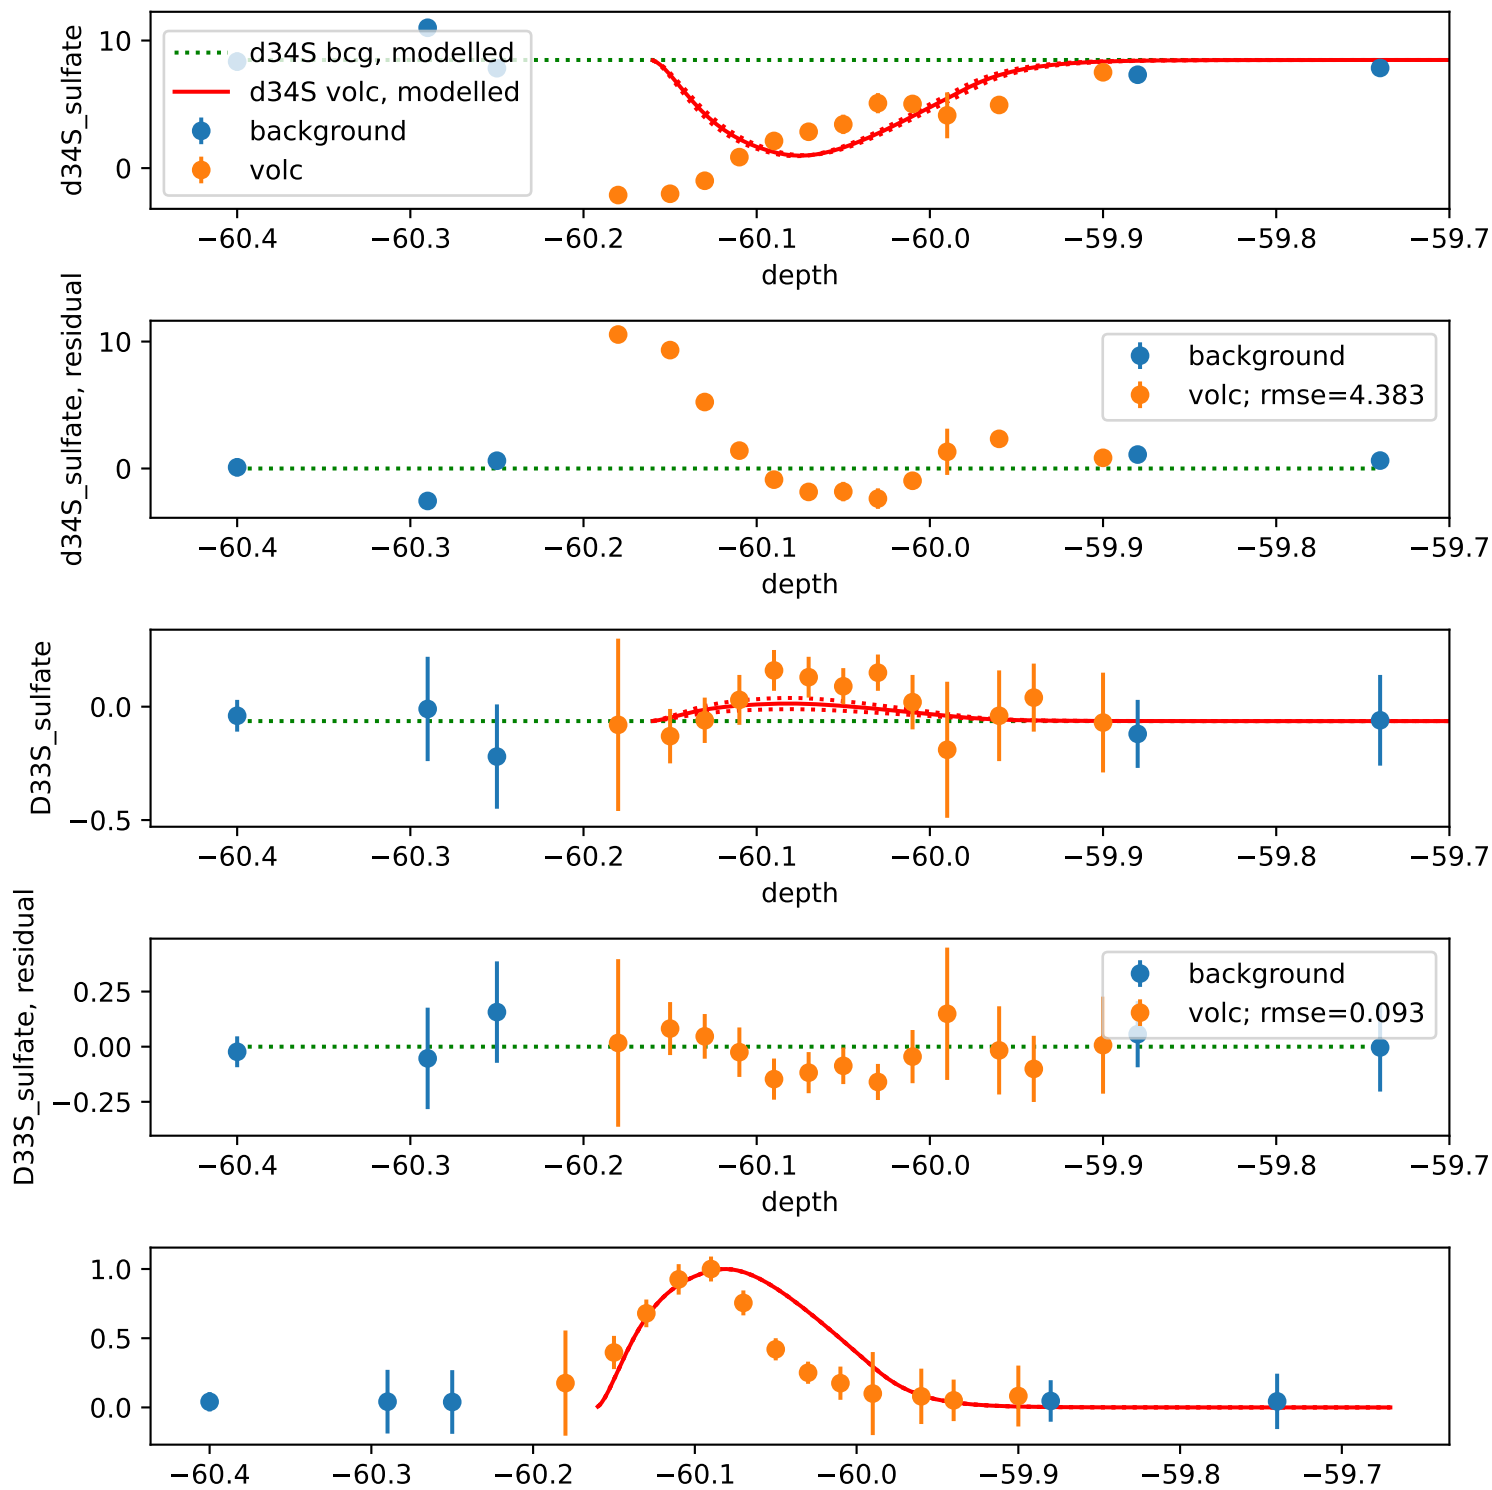 d34S_sulfate
10
0
d34S bcg, modelled
d34S volc, modelled
background
volc
−60.4 −60.3 −60.2 −60.1 −60.0 −59.9 −59.8 −59.7
depth
d34S_sulfate, residual
10
0
background
volc; rmse=4.383
−60.4 −60.3 −60.2 −60.1 −60.0 −59.9 −59.8 −59.7
depth
D33S_sulfate
0.0
−0.5
−60.4 −60.3 −60.2 −60.1 −60.0 −59.9 −59.8 −59.7
depth
D33S_sulfate, residual
0.25
0.00
−0.25
background
volc; rmse=0.093
−60.4 −60.3 −60.2 −60.1 −60.0 −59.9 −59.8 −59.7
depth
1.0
0.5
0.0
−60.4 −60.3 −60.2 −60.1 −60.0 −59.9 −59.8 −59.7